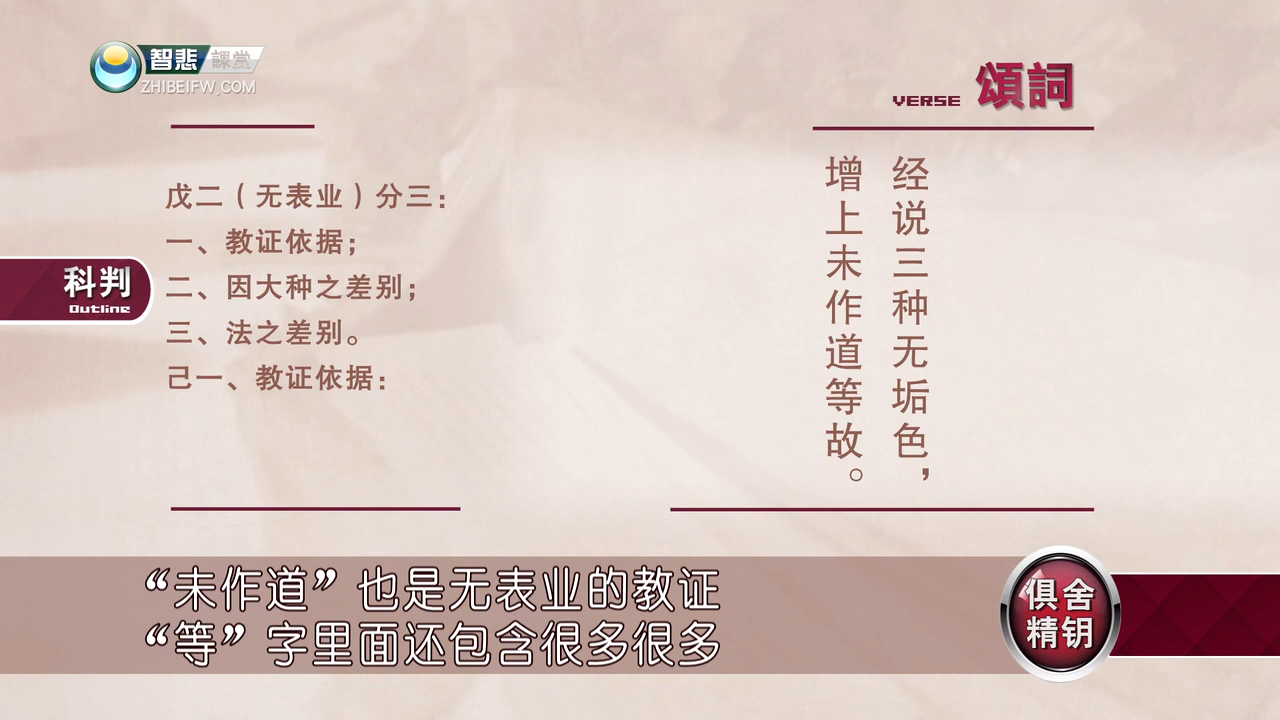 智悲 課堂
ZHIBEIFW.COM
VERSE 頌詞
经说三种无垢色，
增上未作道等故。
戊二（无表业）分三：
一、教证依据；
二、因大种之差别；
三、法之差别。
己一、教证依据：
科判
Outline
“未作道”也是无表业的教证
“等”字里面还包含很多很多
俱舍
精钥